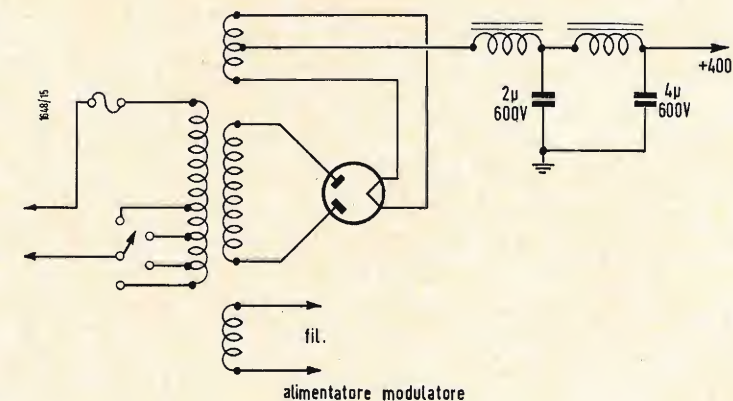 1648/15
+400
2μ
600V
4μ
600V
fil.
alimentatore modulatore